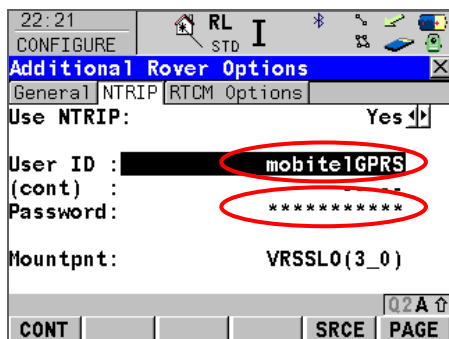 22:21 RL
CONFIGURE STD I
Additional Rover Options X
General NTRIP RTCM Options
Use NTRIP: Yes
User ID : mobitelGPRS
(cont) : -----
Password: ***********
Mountpnt: VRSSLO(3_0)
Q2A⇧
CONT SRCE PAGE